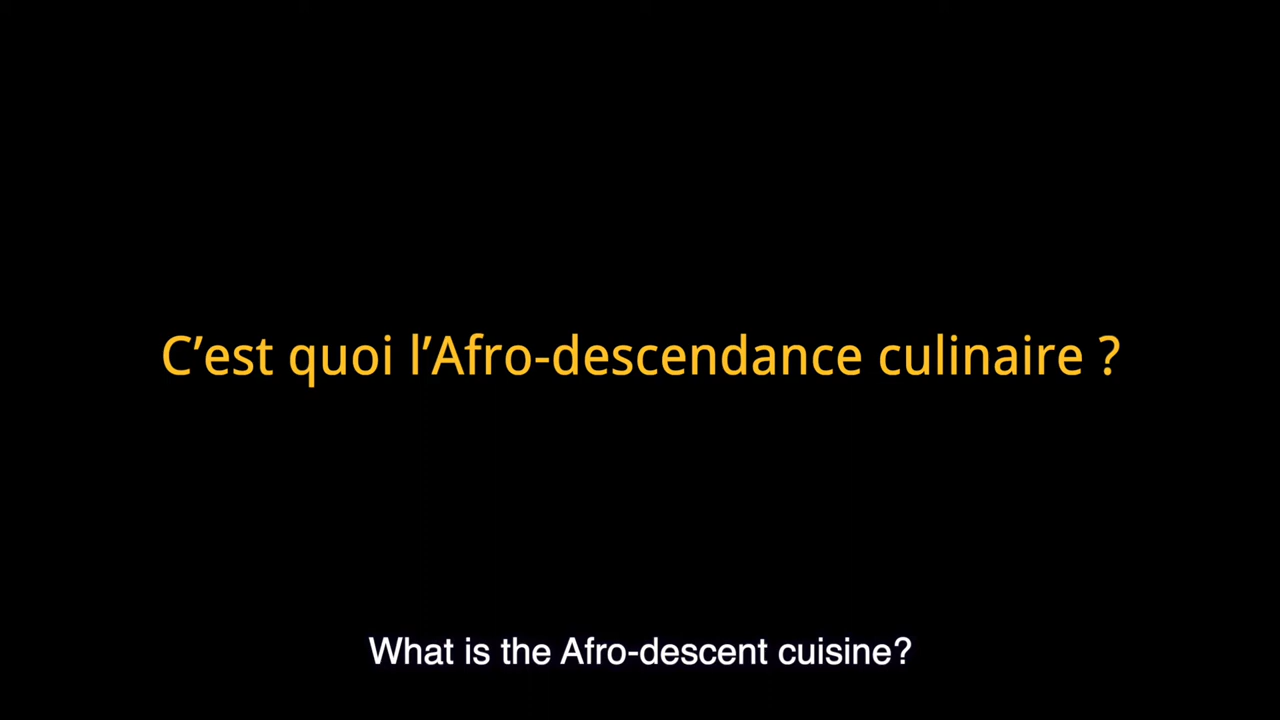 C’est quoi l’Afro-descendance culinaire ?
What is the Afro-descent cuisine?